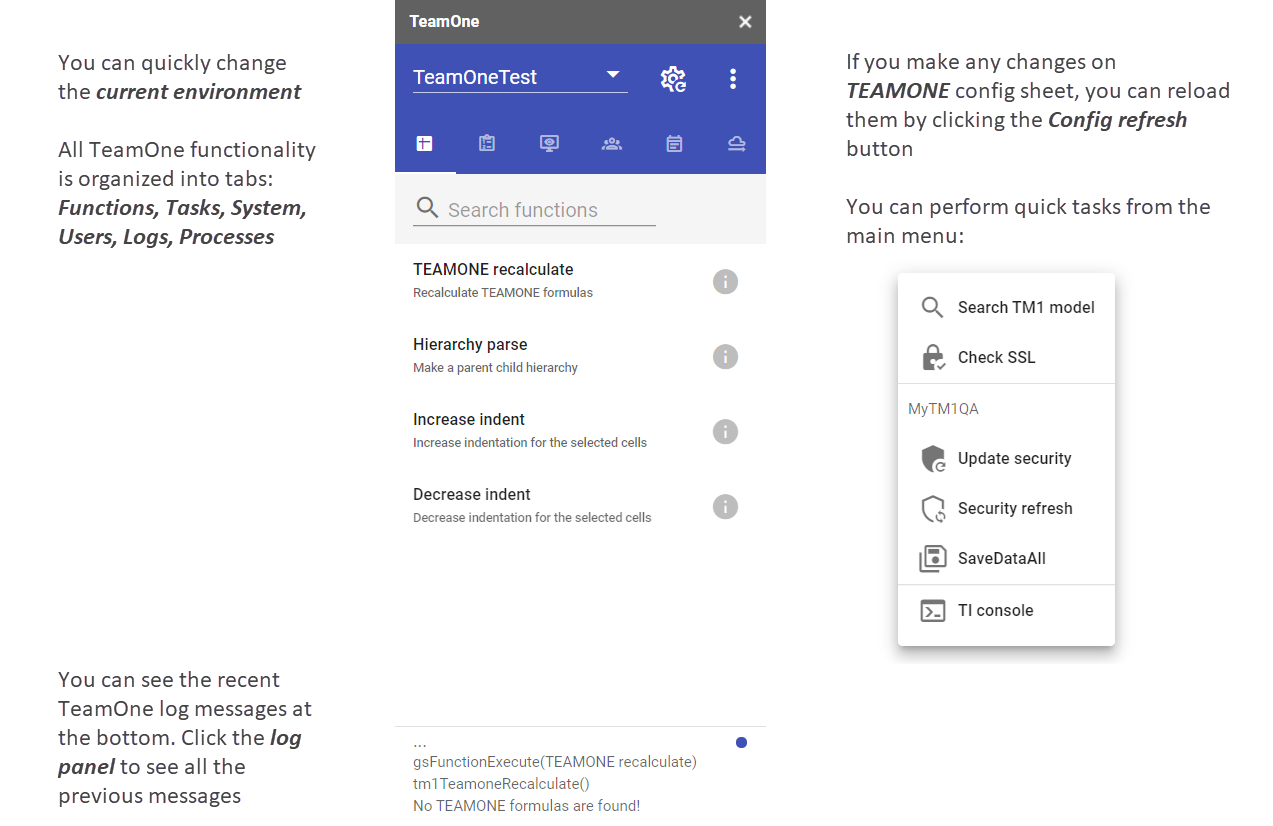 You can quickly change
the current environment
All TeamOne functionality
is organized into tabs:
Functions, Tasks, System,
Users, Logs, Processes
You can see the recent
TeamOne log messages at
the bottom. Click the log
panel to see all the
previous messages
TeamOne
TeamOneTest
Search functions
TEAMONE recalculate
Recalculate TEAMONE formulas
Hierarchy parse
Make a parent child hierarchy
Increase indent
Increase indentation for the selected cells
Decrease indent
Decrease indentation for the selected cells
...
gsFunctionExecute(TEAMONE recalculate)
tm1TeamoneRecalculate()
No TEAMONE formulas are found!
If you make any changes on
TEAMONE config sheet, you can reload
them by clicking the Config refresh
button
You can perform quick tasks from the
main menu:
Search TM1 model
Check SSL
MyTM1QA
Update security
Security refresh
SaveDataAll
TI console